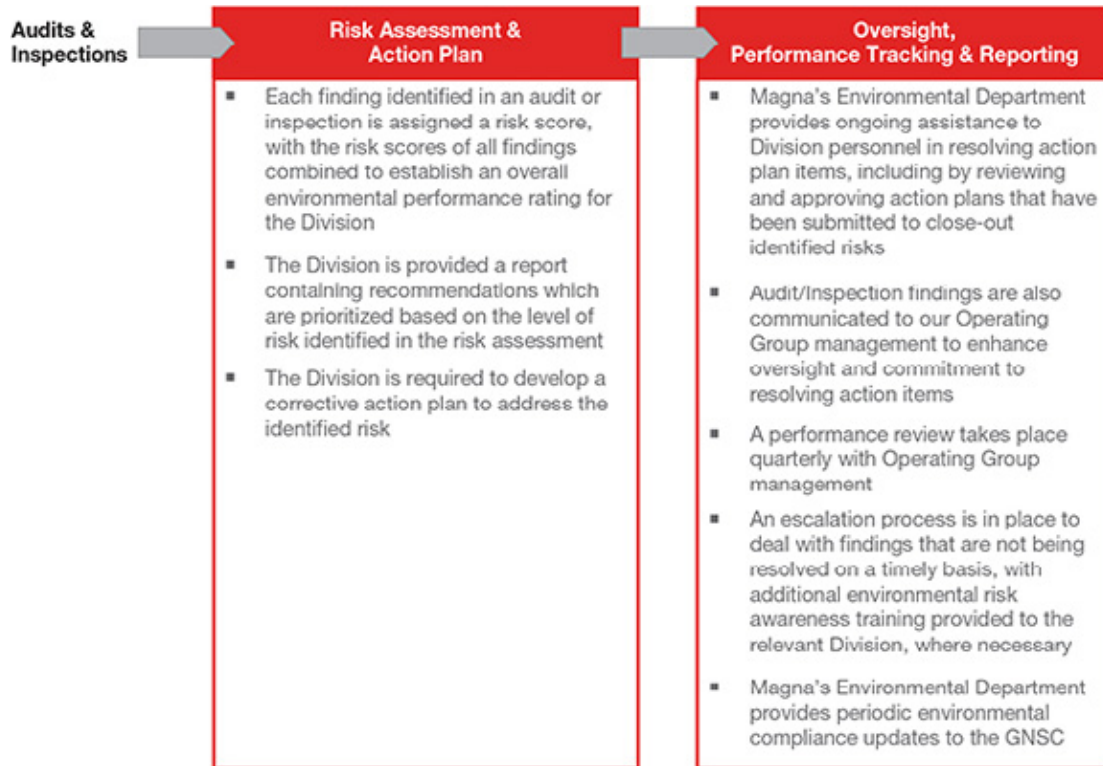 Audits &
Inspections
Risk Assessment &
Action Plan
▪ Each finding identified in an audit or
inspection is assigned a risk score,
with the risk scores of all findings
combined to establish an overall
environmental performance rating for
the Division
▪ The Division is provided a report
containing recommendations which
are prioritized based on the level of
risk identified in the risk assessment
▪ The Division is required to develop a
corrective action plan to address the
identified risk
Oversight,
Performance Tracking & Reporting
▪ Magna's Environmental Department
provides ongoing assistance to
Division personnel in resolving action
plan items, including by reviewing
and approving action plans that have
been submitted to close-out
identified risks
▪ Audit/Inspection findings are also
communicated to our Operating
Group management to enhance
oversight and commitment to
resolving action items
▪ A performance review takes place
quarterly with Operating Group
management
▪ An escalation process is in place to
deal with findings that are not being
resolved on a timely basis, with
additional environmental risk
awareness training provided to the
relevant Division, where necessary
▪ Magna's Environmental Department
provides periodic environmental
compliance updates to the GNSC